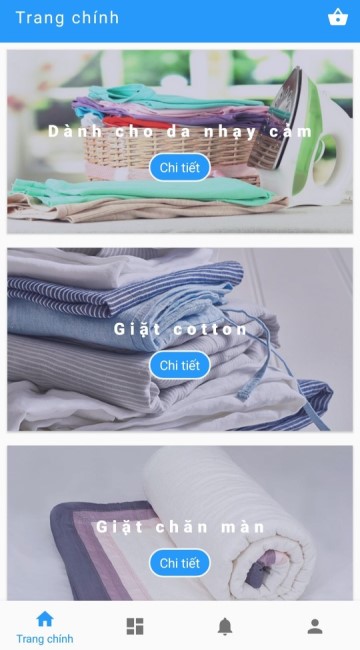 Trang chính
Dành cho da nhạy cảm
Chi tiết
Giặt cotton
Chi tiết
Giặt chăn màn
Chi tiết
Trang chính